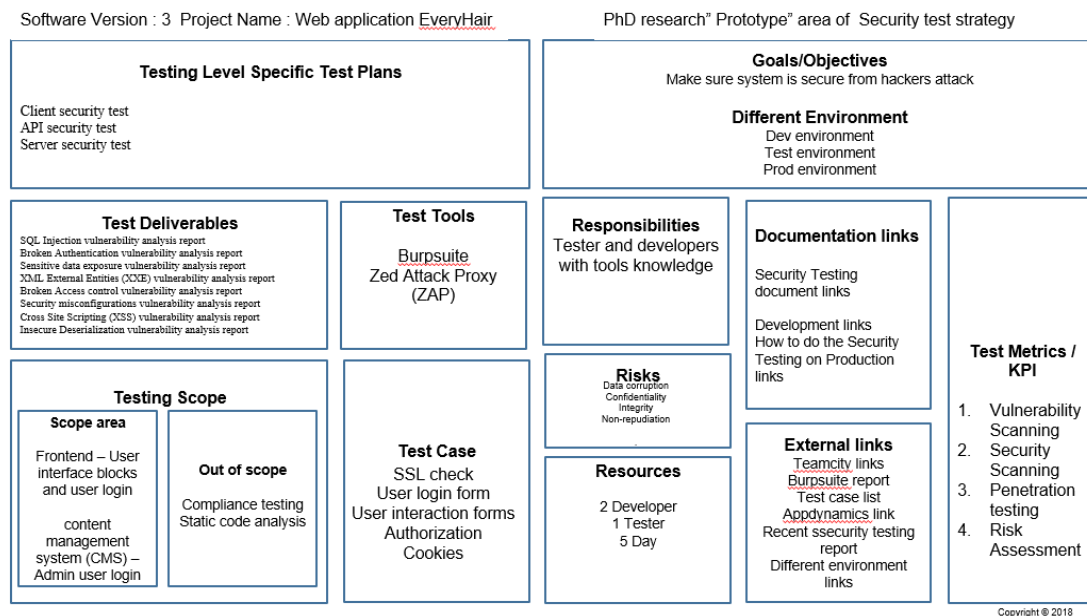 Software Version : 3  Project Name : Web application EveryHair
PhD research” Prototype” area of  Security test strategy
Testing Level Specific Test Plans
Client security test
API security test
Server security test
Goals/Objectives
Make sure system is secure from hackers attack
Different Environment
Dev environment
Test environment
Prod environment
Test Deliverables
SQL Injection vulnerability analysis report
Broken Authentication vulnerability analysis report
Sensitive data exposure vulnerability analysis report
XML External Entities (XXE) vulnerability analysis report
Broken Access control vulnerability analysis report
Security misconfigurations vulnerability analysis report
Cross Site Scripting (XSS) vulnerability analysis report
Insecure Deserialization vulnerability analysis report
Test Tools
Burpsuite
Zed Attack Proxy
(ZAP)
Responsibilities
Tester and developers
with tools knowledge
Documentation links
Security Testing
document links
Development links
How to do the Security
Testing on Production
links
Test Metrics /
KPI
1. Vulnerability
Scanning
2. Security
Scanning
3. Penetration
testing
4. Risk
Assessment
Testing Scope
Scope area
Frontend – User
interface blocks
and user login
content
management
system (CMS) –
Admin user login
Out of scope
Compliance testing
Static code analysis
Test Case
SSL check
User login form
User interaction forms
Authorization
Cookies
Risks
Data corruption
Confidentiality
Integrity
Non-repudiation
.
Resources
2 Developer
1 Tester
5 Day
External links
Teamcity links
Burpsuite report
Test case list
Appdynamics link
Recent ssecurity testing
report
Different environment
links
Copyright © 2018